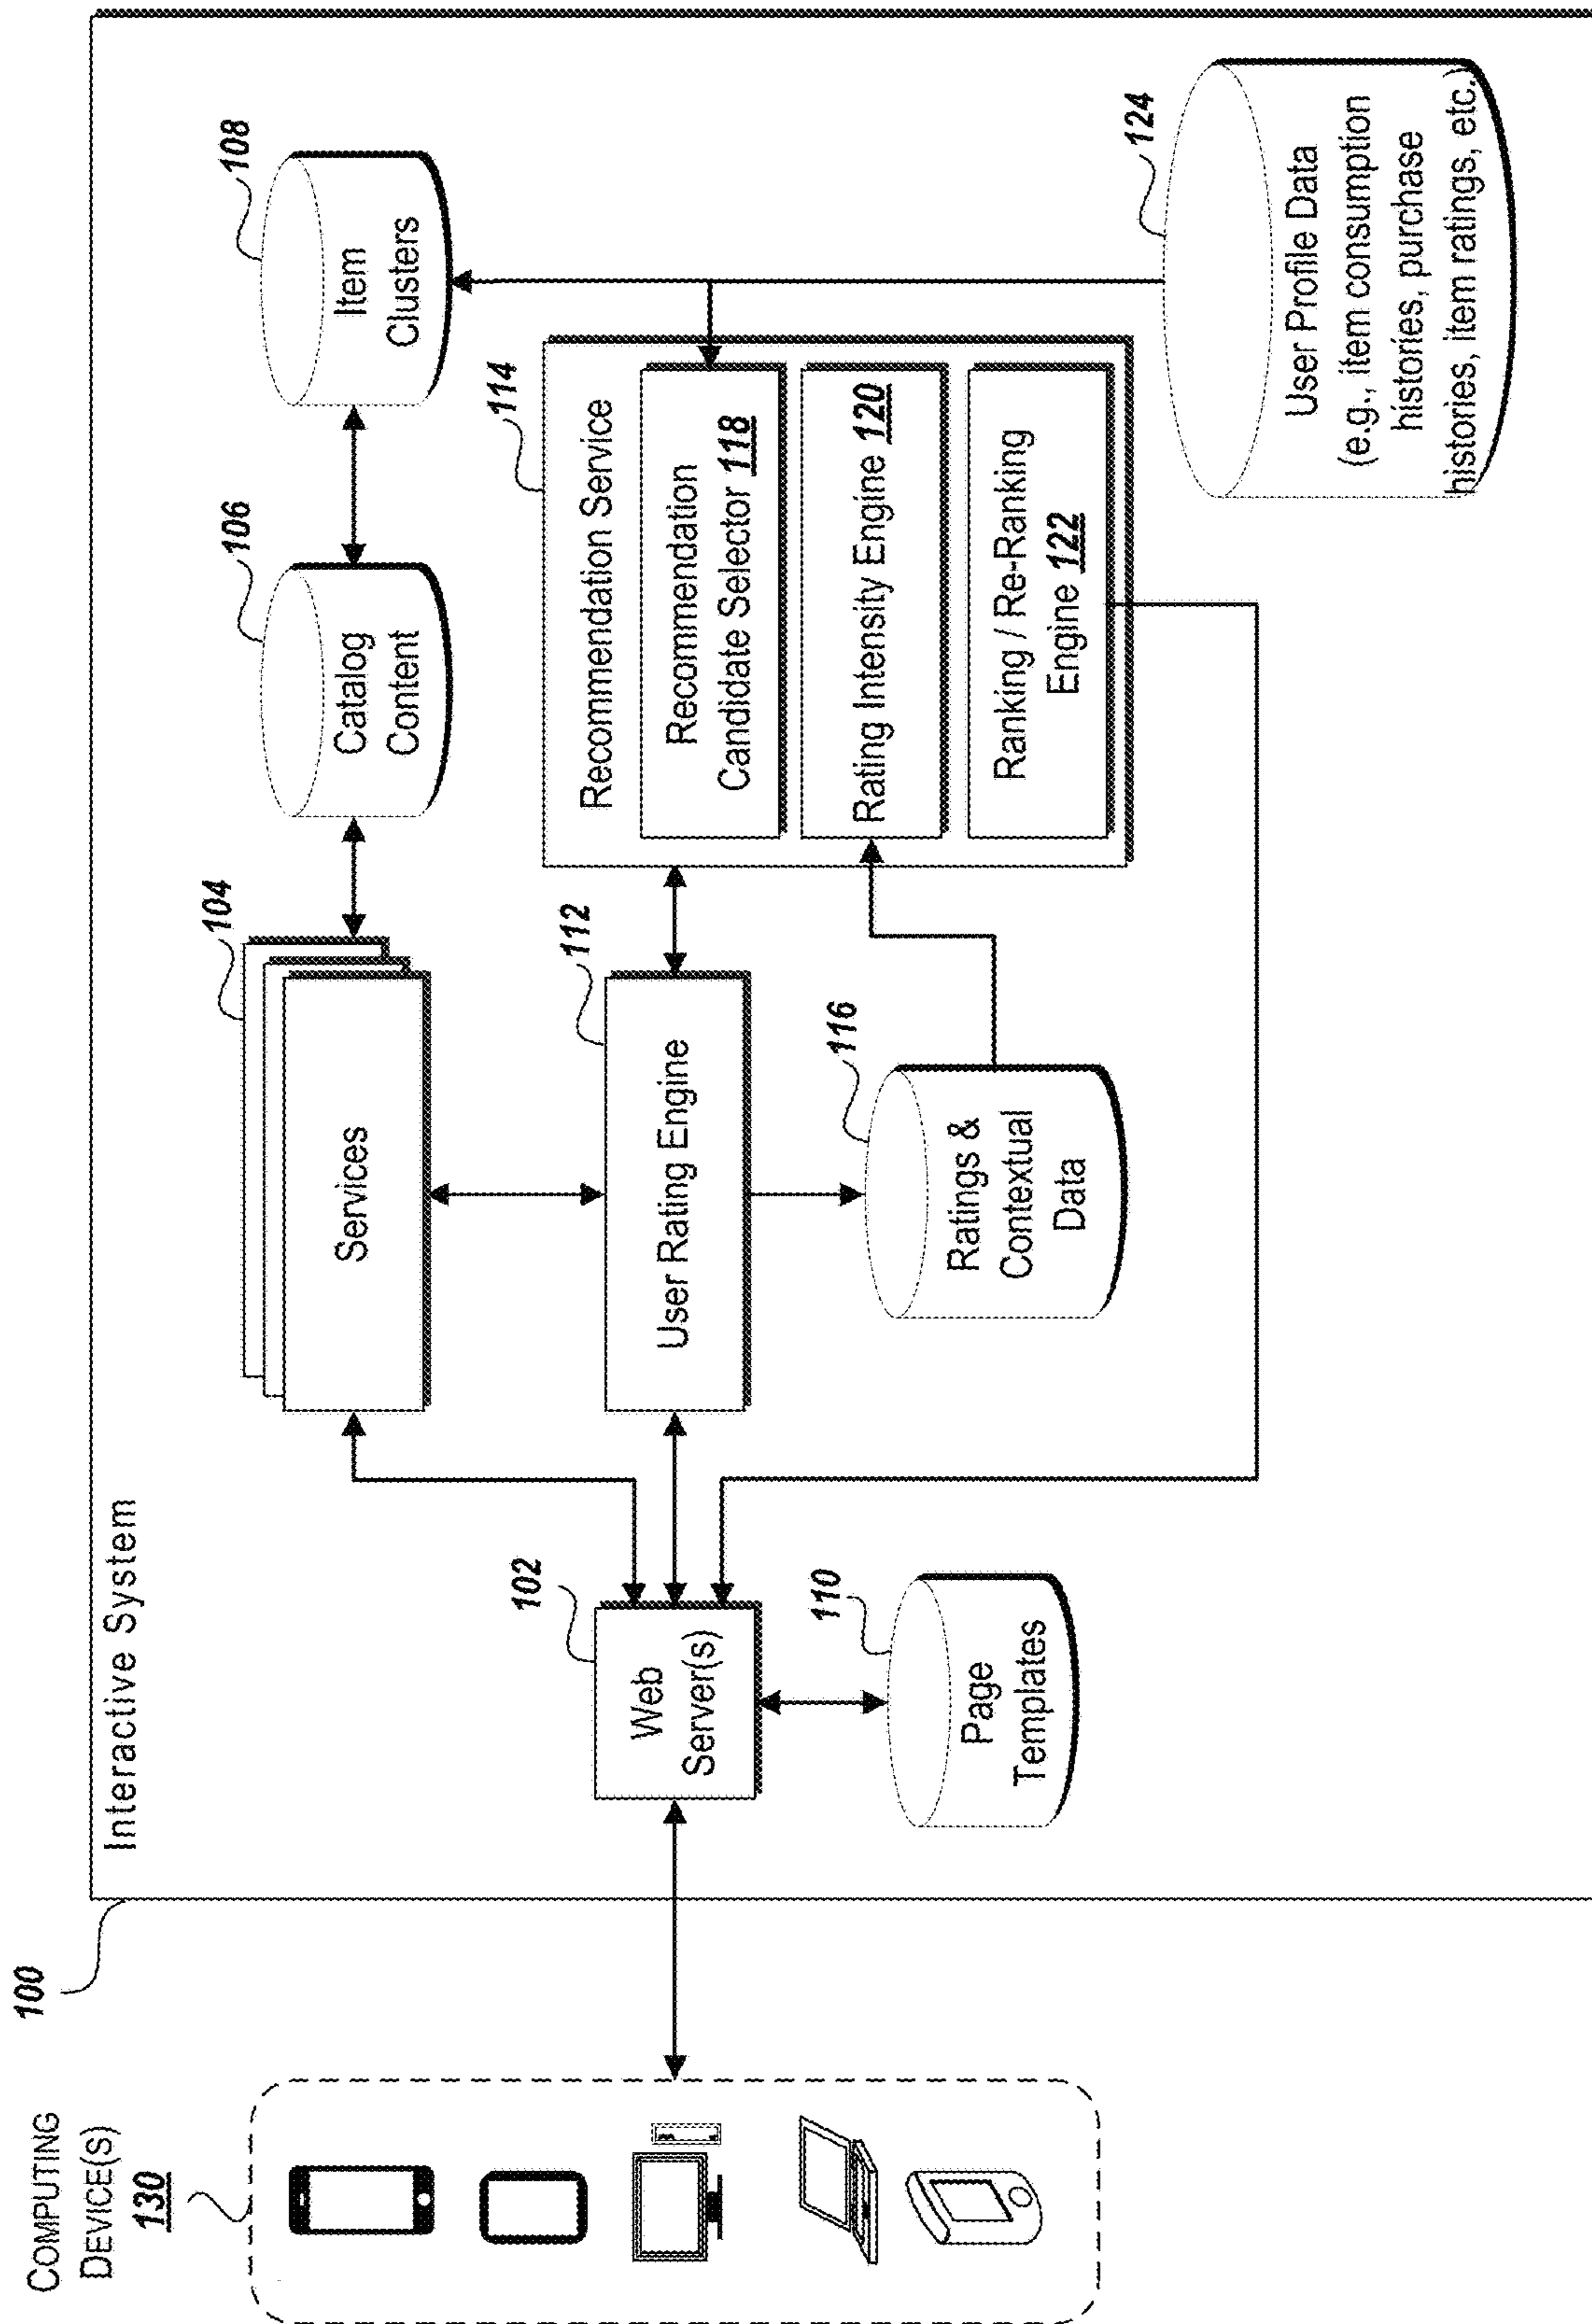 COMPUTING
DEVICE(S)
130
100
Interactive System
104
Services
106
Catalog
Content
108
Item
Clusters
102
Web
Server(s)
112
User Rating Engine
114
Recommendation Service
Recommendation
Candidate Selector 118
Rating Intensity Engine 120
Ranking / Re-Ranking
Engine 122
110
Page
Templates
116
Ratings &
Contextual
Data
124
User Profile Data
(e.g., item consumption
histories, purchase
histories, item ratings, etc.)